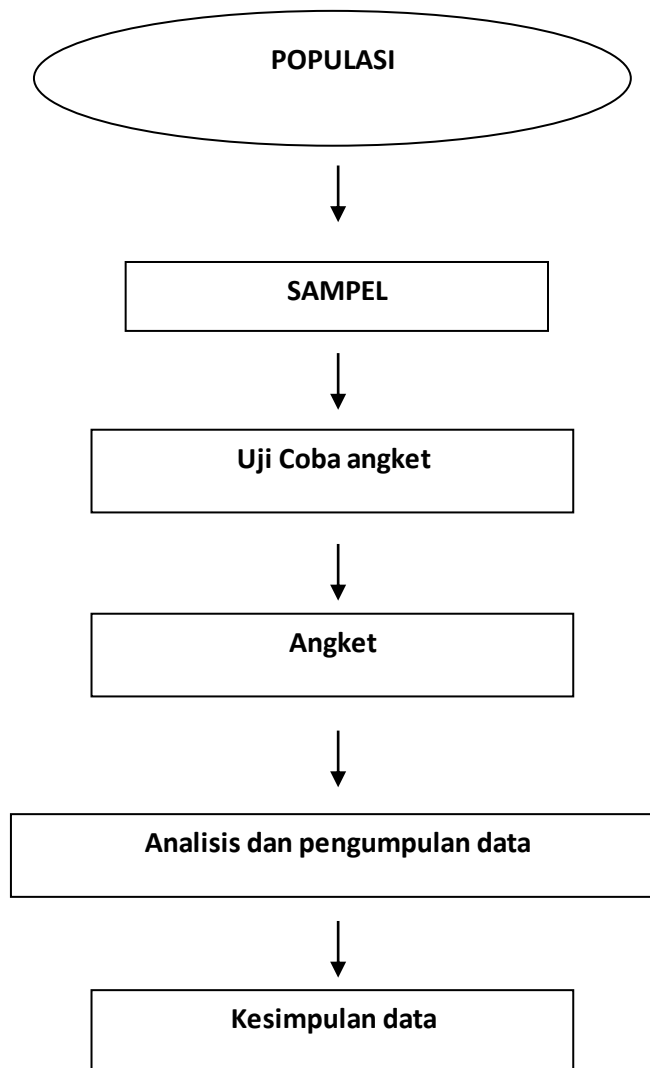 POPULASI
SAMPEL
Uji Coba angket
Angket
Analisis dan pengumpulan data
Kesimpulan data